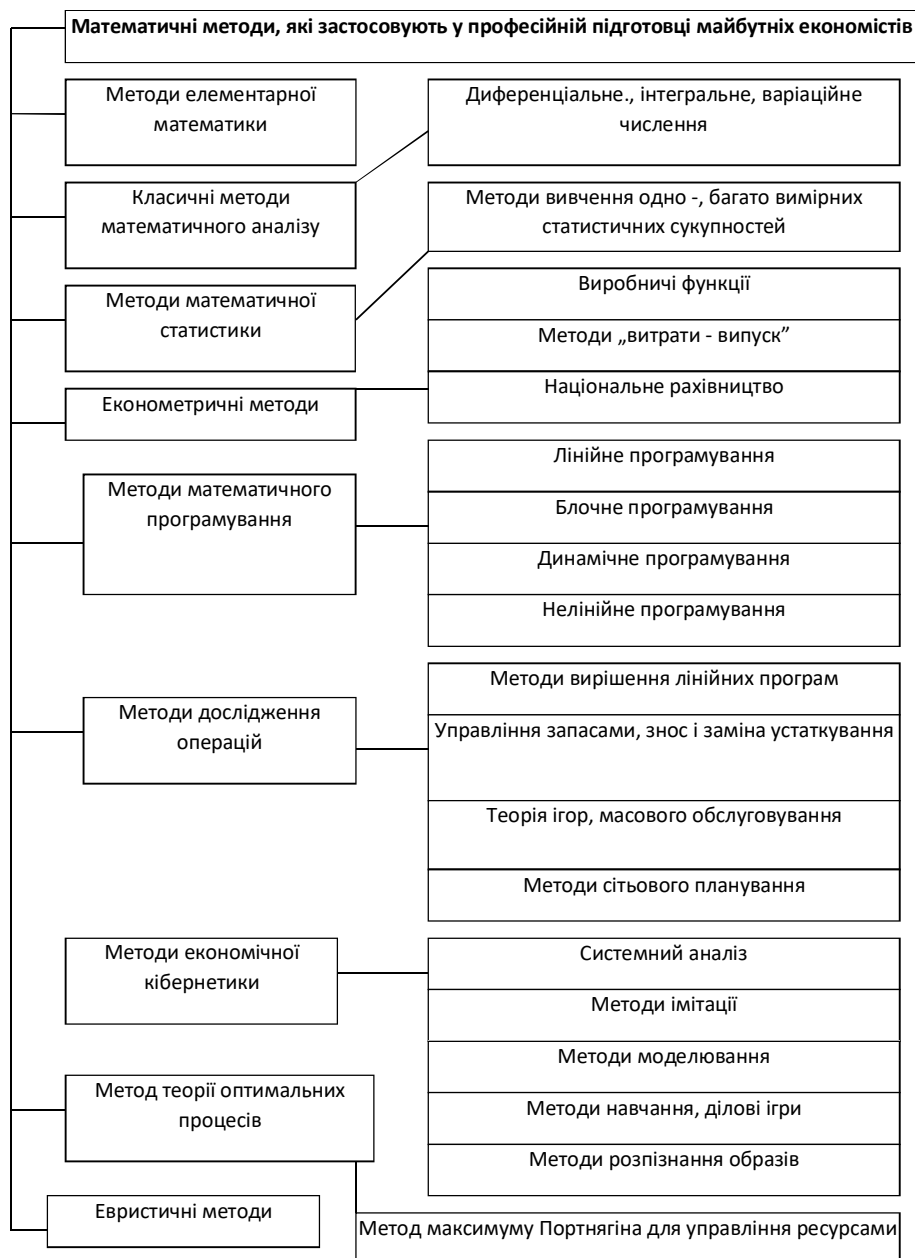 Математичні методи, які застосовують у професійній підготовці майбутніх економістів
Методи елементарної
математики
Диференціальне., інтегральне, варіаційне
числення
Класичні методи
математичного аналізу
Методи вивчення одно -, багато вимірних
статистичних сукупностей
Методи математичної
статистики
Виробничі функції
Методи „витрати - випуск”
Національне рахівництво
Економетричні методи
Методи математичного
програмування
Лінійне програмування
Блочне програмування
Динамічне програмування
Нелінійне програмування
Методи дослідження
операцій
Методи вирішення лінійних програм
Управління запасами, знос і заміна устаткування
Теорія ігор, масового обслуговування
Методи сітьового планування
Методи економічної
кібернетики
Системний аналіз
Методи імітації
Методи моделювання
Методи навчання, ділові ігри
Методи розпізнання образів
Метод теорії оптимальних
процесів
Метод максимуму Портнягіна для управління ресурсами
Евристичні методи